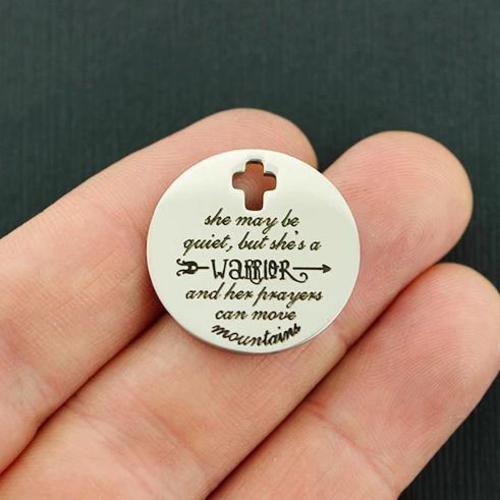 she may be
quiet, but she's a
WARRIOR
and her prayers
can move
mountains